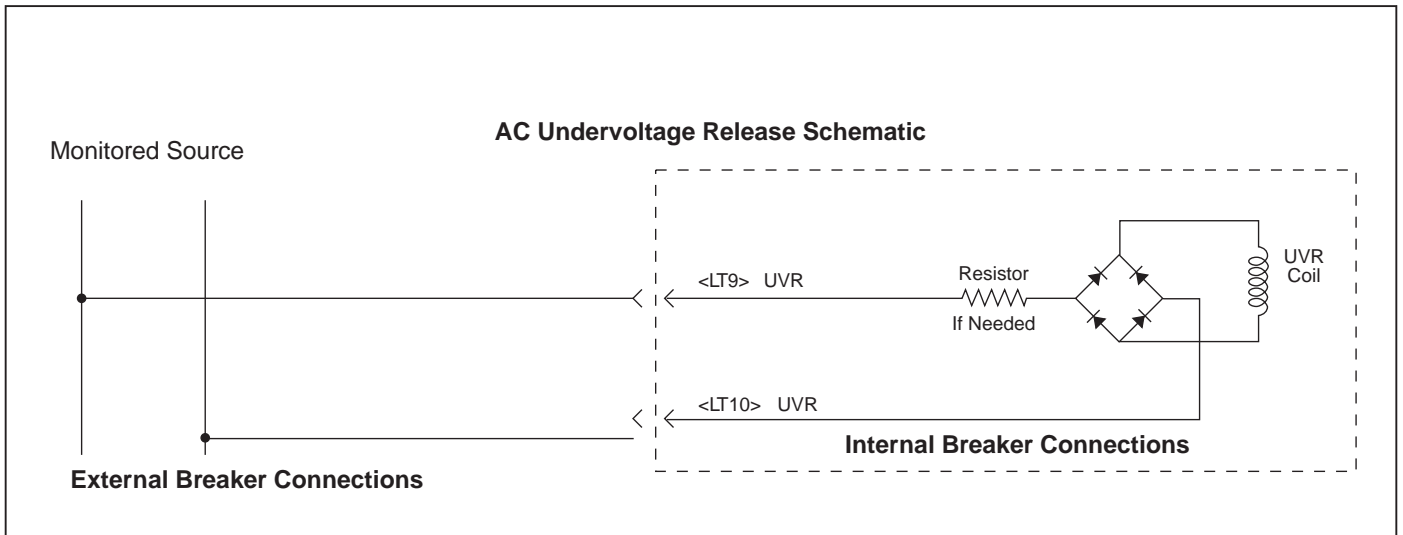 AC Undervoltage Release Schematic
Monitored Source
<LT9> UVR
Resistor
If Needed
UVR
Coil
<LT10> UVR
Internal Breaker Connections
External Breaker Connections